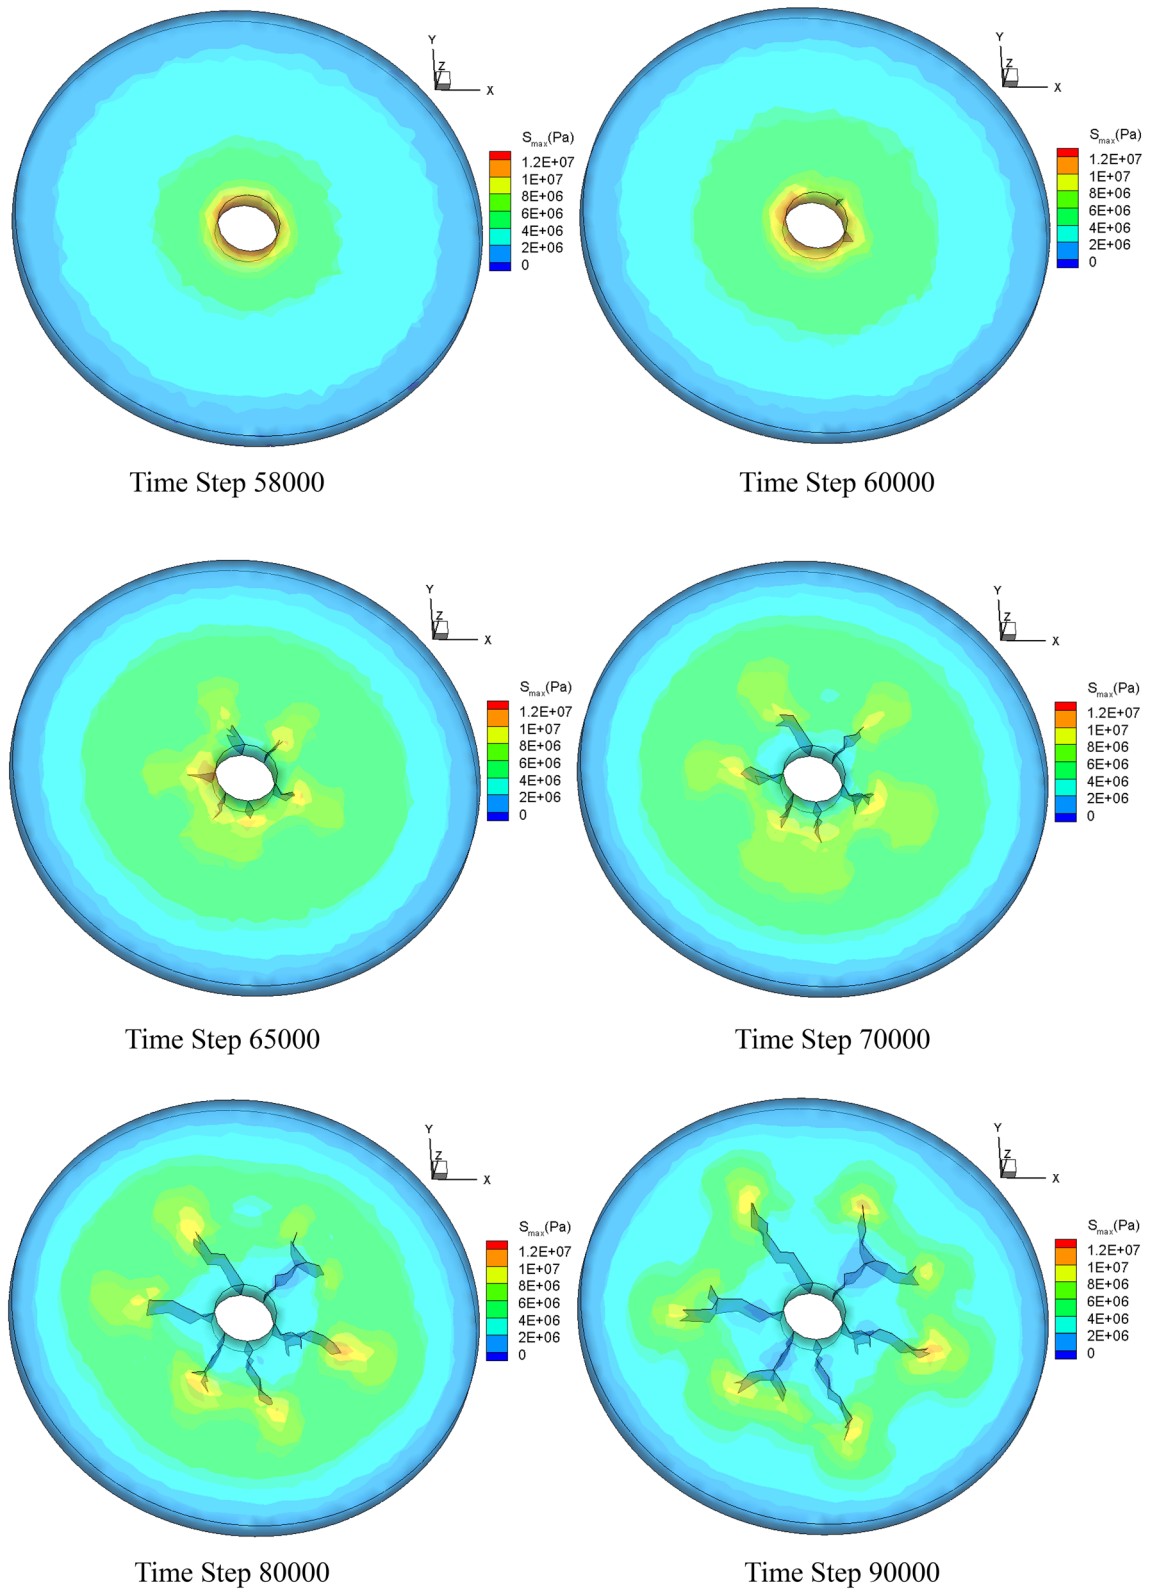 Y
Z
X
Smax(Pa)
1.2E+07
1E+07
8E+06
6E+06
4E+06
2E+06
0
Time Step 58000
Y
Z
X
Smax(Pa)
1.2E+07
1E+07
8E+06
6E+06
4E+06
2E+06
0
Time Step 60000
Y
Z
X
Smax(Pa)
1.2E+07
1E+07
8E+06
6E+06
4E+06
2E+06
0
Time Step 65000
Y
Z
X
Smax(Pa)
1.2E+07
1E+07
8E+06
6E+06
4E+06
2E+06
0
Time Step 70000
Y
Z
X
Smax(Pa)
1.2E+07
1E+07
8E+06
6E+06
4E+06
2E+06
0
Time Step 80000
Y
Z
X
Smax(Pa)
1.2E+07
1E+07
8E+06
6E+06
4E+06
2E+06
0
Time Step 90000